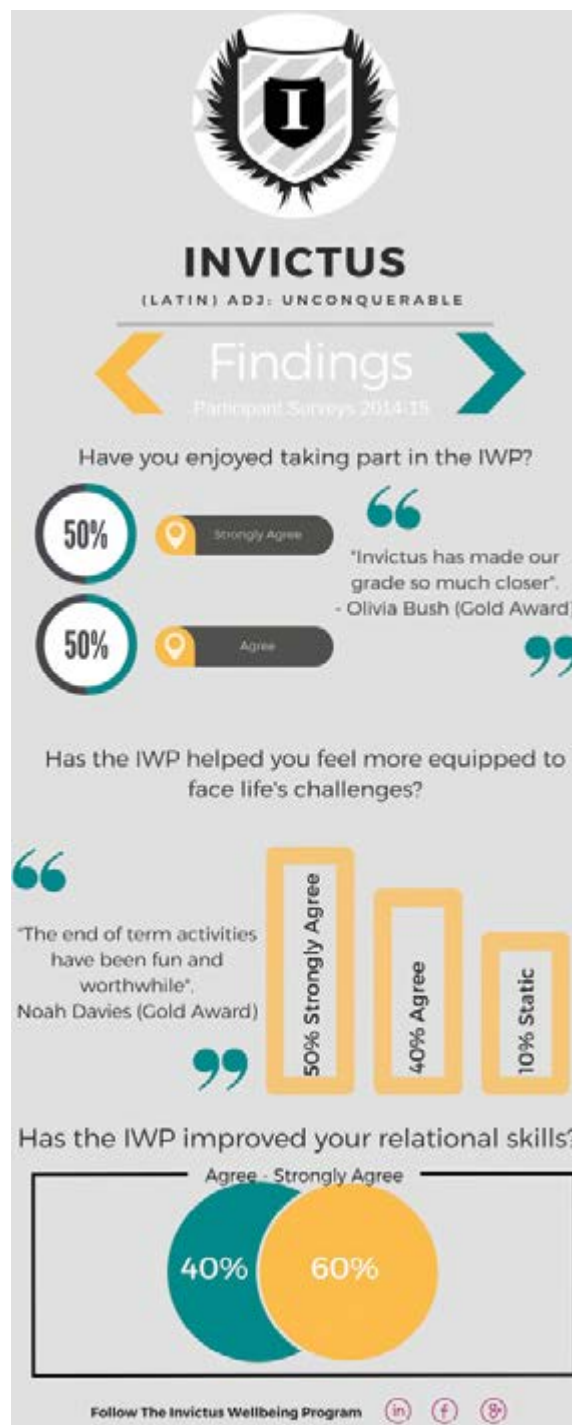 I
INVICTUS
(LATIN) ADJ: UNCONQUERABLE
Findings
Participant Surveys 2014-15
Have you enjoyed taking part in the IWP?
50%
Strongly Agree
“
"Invictus has made our
grade so much closer".
- Olivia Bush (Gold Award)
”
50%
Agree
Has the IWP helped you feel more equipped to
face life's challenges?
“
"The end of term activities
have been fun and
worthwhile".
Noah Davies (Gold Award)
”
50% Strongly Agree
40% Agree
10% Static
Has the IWP improved your relational skills?
Agree - Strongly Agree
40%
60%
Follow The Invictus Wellbeing Program in f g+